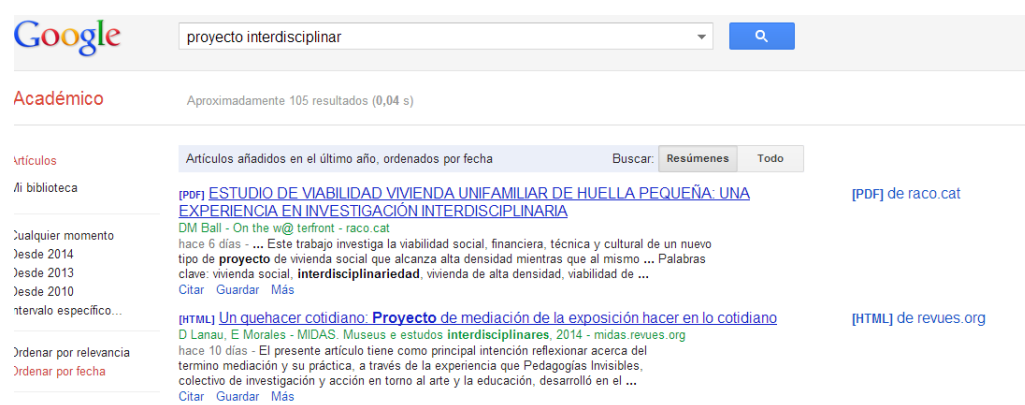 Google
proyecto interdisciplinar
Académico
Aproximadamente 105 resultados (0,04 s)
Artículos
Mi biblioteca
Cualquier momento
Desde 2014
Desde 2013
Desde 2010
Intervalo específico...
Ordenar por relevancia
Ordenar por fecha
Artículos añadidos en el último año, ordenados por fecha
Buscar: Resúmenes Todo
[PDF] ESTUDIO DE VIABILIDAD VIVIENDA UNIFAMILIAR DE HUELLA PEQUEÑA: UNA
EXPERIENCIA EN INVESTIGACIÓN INTERDISCIPLINARIA
DM Ball - On the w@ terfront - raco.cat
hace 6 días - ... Este trabajo investiga la viabilidad social, financiera, técnica y cultural de un nuevo
tipo de proyecto de vivienda social que alcanza alta densidad mientras que al mismo ... Palabras
clave: vivienda social, interdisciplinariedad, vivienda de alta densidad, viabilidad de ...
Citar Guardar Más
[PDF] de raco.cat
[HTML] Un quehacer cotidiano: Proyecto de mediación de la exposición hacer en lo cotidiano
D Lanau, E Morales - MIDAS. Museus e estudos interdisciplinares, 2014 - midas.revues.org
hace 10 días - El presente artículo tiene como principal intención reflexionar acerca del
termino mediación y su práctica, a través de la experiencia que Pedagogías Invisibles,
colectivo de investigación y acción en torno al arte y la educación, desarrolló en el ...
Citar Guardar Más
[HTML] de revues.org